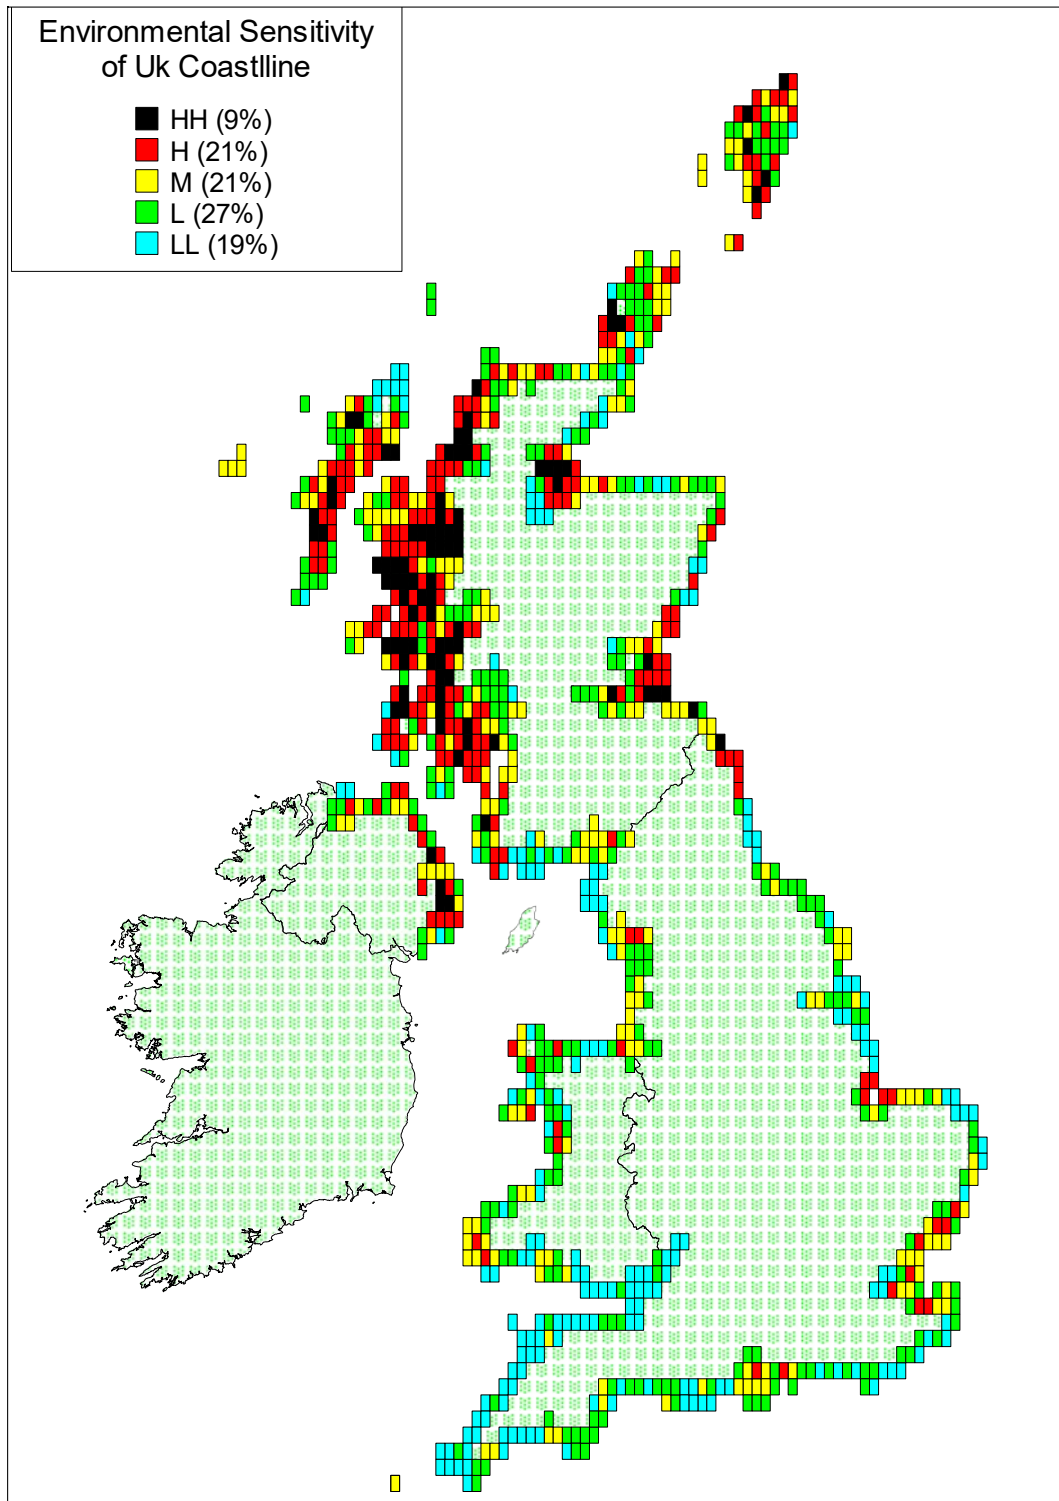 Environmental Sensitivity
of Uk Coastlline
HH (9%)
H (21%)
M (21%)
L (27%)
LL (19%)